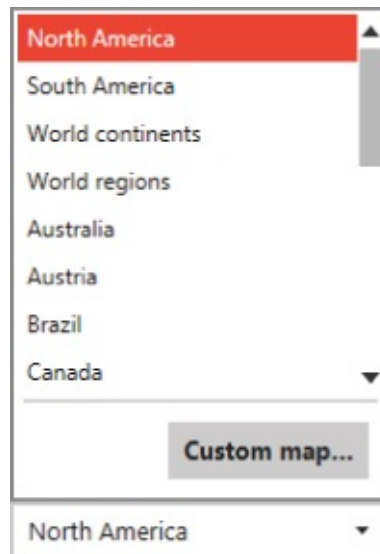 North America
South America
World continents
World regions
Australia
Austria
Brazil
Canada
Custom map...
North America